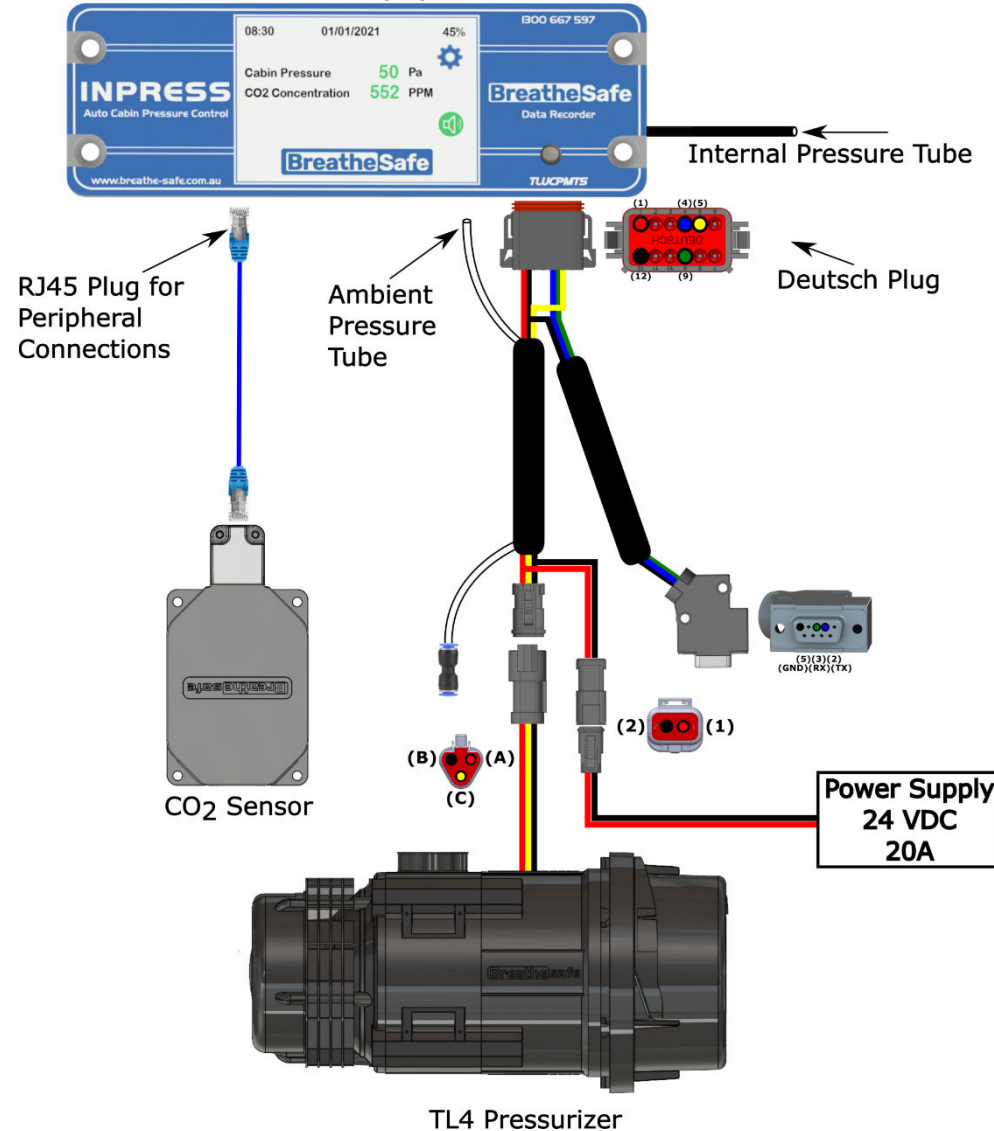 1300 667 597
08:30 01/01/2021 45%
Cabin Pressure 50 Pa
CO2 Concentration 552 PPM
INPRESS
Auto Cabin Pressure Control
BreatheSafe
Data Recorder
BreatheSafe
www.breathe-safe.com.au
TLUCPMTS
Internal Pressure Tube
(1) (4)(5)
DEUTSCH
(12) (9)
Deutsch Plug
RJ45 Plug for
Peripheral
Connections
Ambient
Pressure
Tube
(5)(3)(2)
(GND)(RX)(TX)
Breathesafe
CO2 Sensor
(B) (A)
(C)
(2) (1)
Power Supply
24 VDC
20A
Breathesafe
TL4 Pressurizer